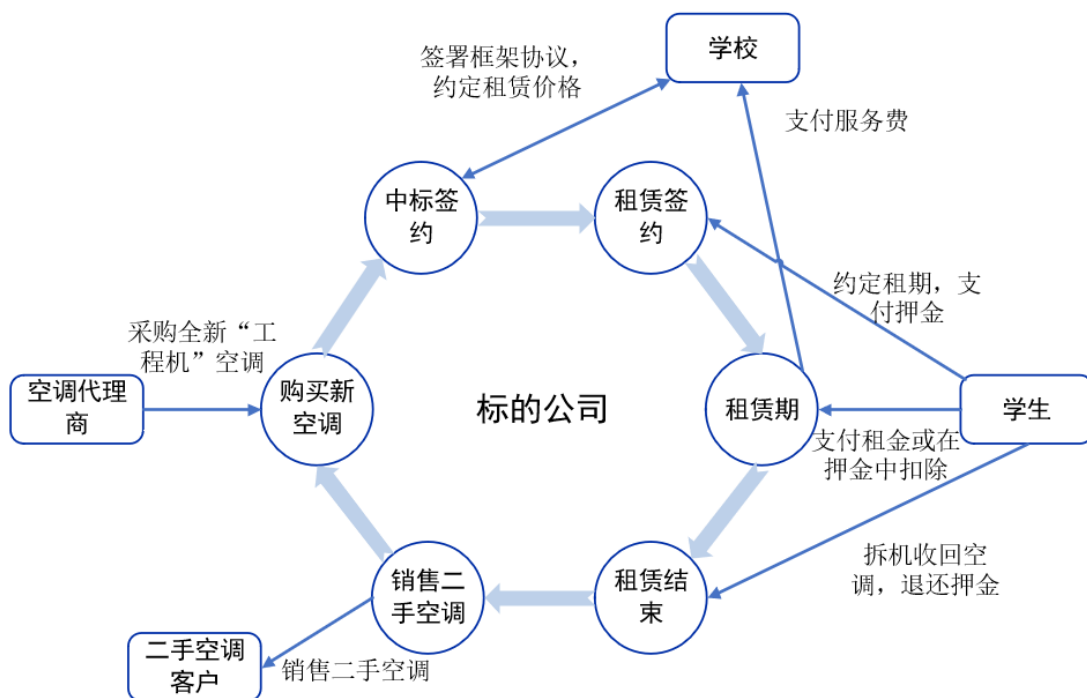 学校
签署框架协议，
约定租赁价格
支付服务费
中标签
约
租赁签
约
约定租期，支
付押金
采购全新“工
程机”空调
空调代理
商
购买新
空调
标的公司
租赁期
学生
支付租金或在
押金中扣除
拆机收回空
调，退还押金
销售二
手空调
租赁结
束
二手空调
客户
销售二手空调